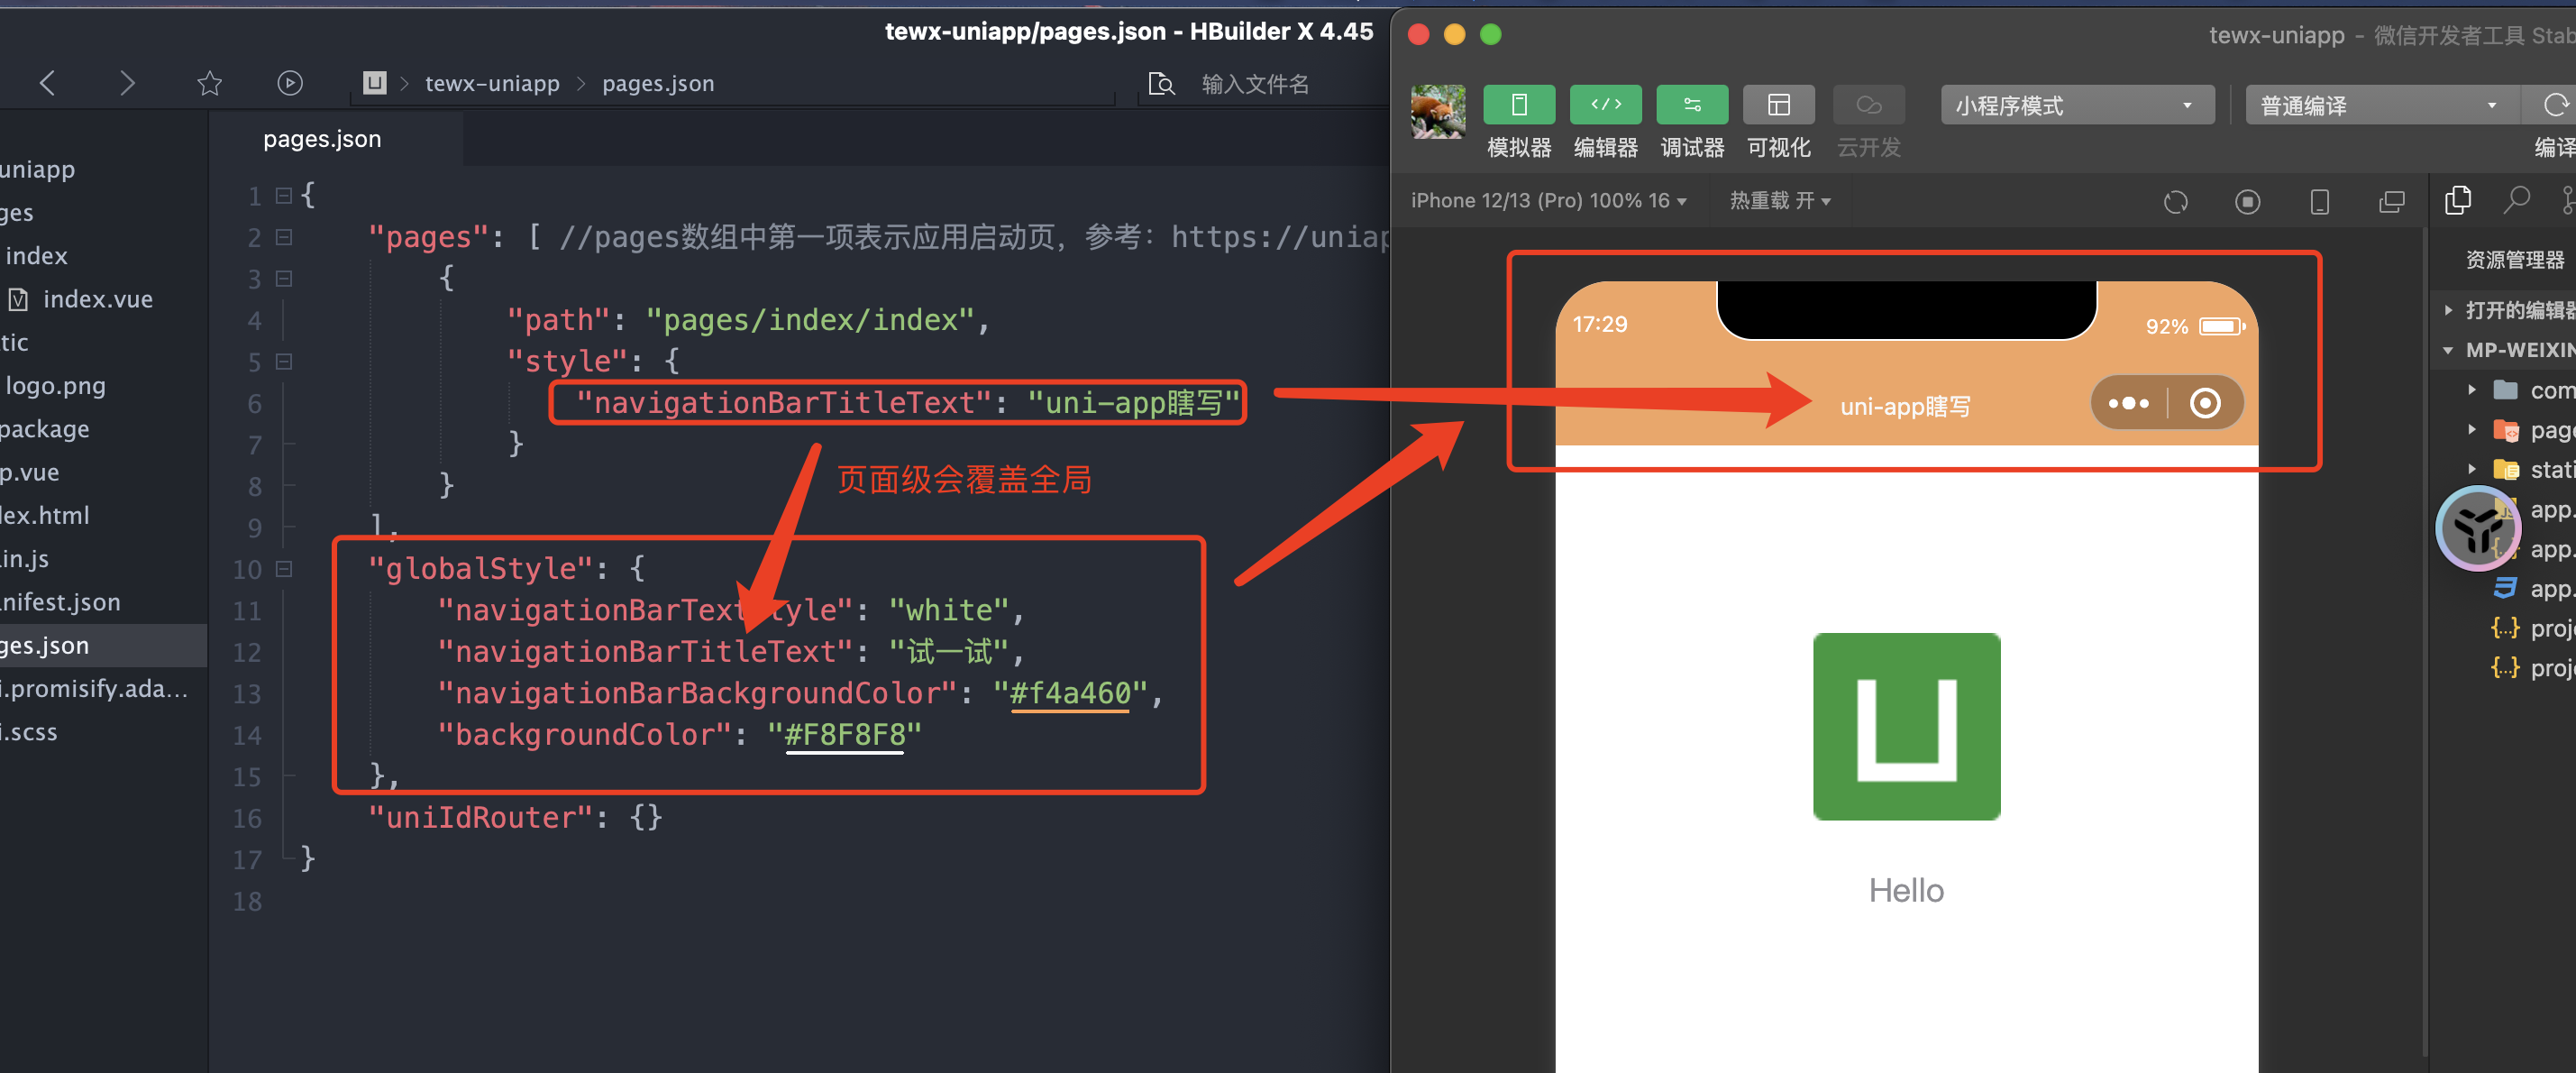 tewx-uniapp/pages.json - HBuilder X 4.45
tewx-uniapp
pages.json
输入文件名
uniapp
ges
index
index.vue
tic
logo.png
package
p.vue
lex.html
in.js
nifest.json
ges.json
i.promisify.ada...
i.scss
pages.json
1 {
2 "pages": [ //pages数组中第一项表示应用启动页，参考：https://uniap
3 {
4 "path": "pages/index/index",
5 "style": {
6 "navigationBarTitleText": "uni-app瞎写"
7 }
8 }
9 ],
10 "globalStyle": {
11 "navigationBarTextStyle": "white",
12 "navigationBarTitleText": "试一试",
13 "navigationBarBackgroundColor": "#f4a460",
14 "backgroundColor": "#F8F8F8"
15 },
16 "uniIdRouter": {}
17 }
18
页面级会覆盖全局
tewx-uniapp - 微信开发者工具 Stab
模拟器
编辑器
调试器
可视化
云开发
小程序模式
普通编译
编译
iPhone 12/13 (Pro) 100% 16
热重载 开
17:29
92%
uni-app瞎写
Hello
资源管理器
打开的编辑器
MP-WEIXIN
com
page
stati
app.
app.
app.
proj
proj